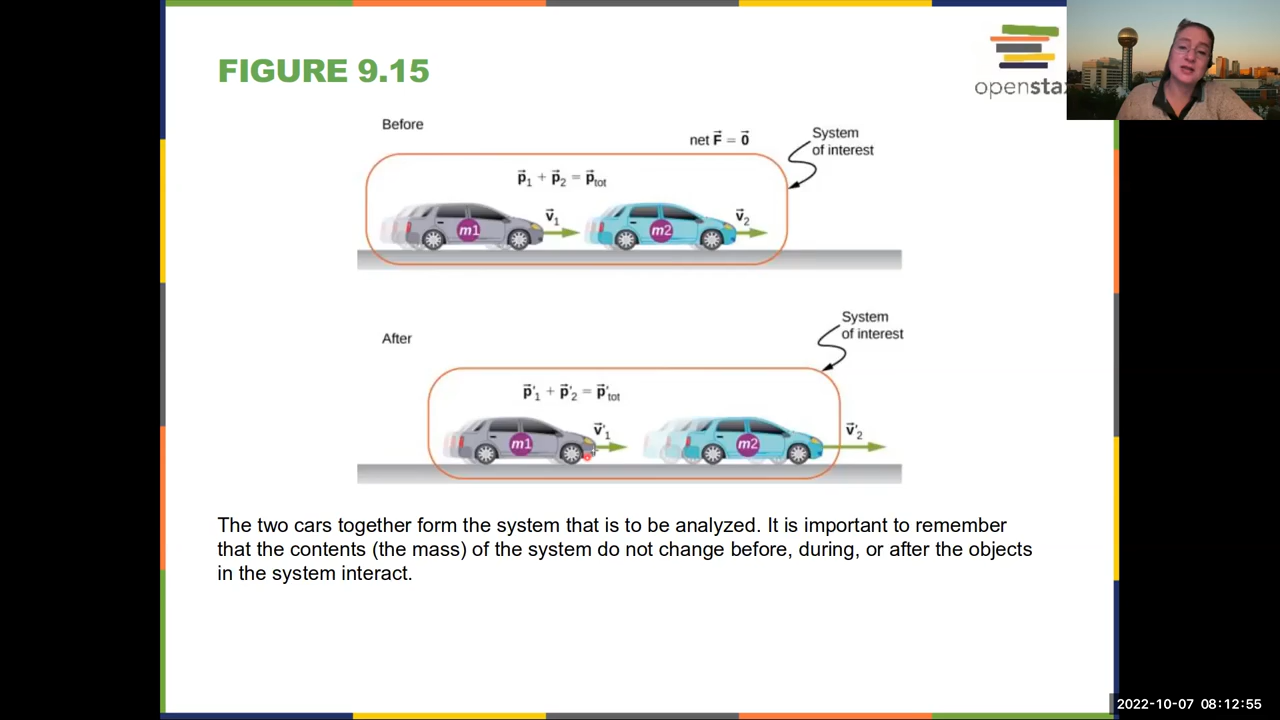 FIGURE 9.15
openstax
Before
net F⃗ = 0⃗
System
of interest
p⃗₁ + p⃗₂ = p⃗tot
v⃗₁
v⃗₂
m1
m2
After
System
of interest
p⃗'₁ + p⃗'₂ = p⃗'tot
v⃗'₁
v⃗'₂
m1
m2
The two cars together form the system that is to be analyzed. It is important to remember
that the contents (the mass) of the system do not change before, during, or after the objects
in the system interact.
2022-10-07 08:12:55